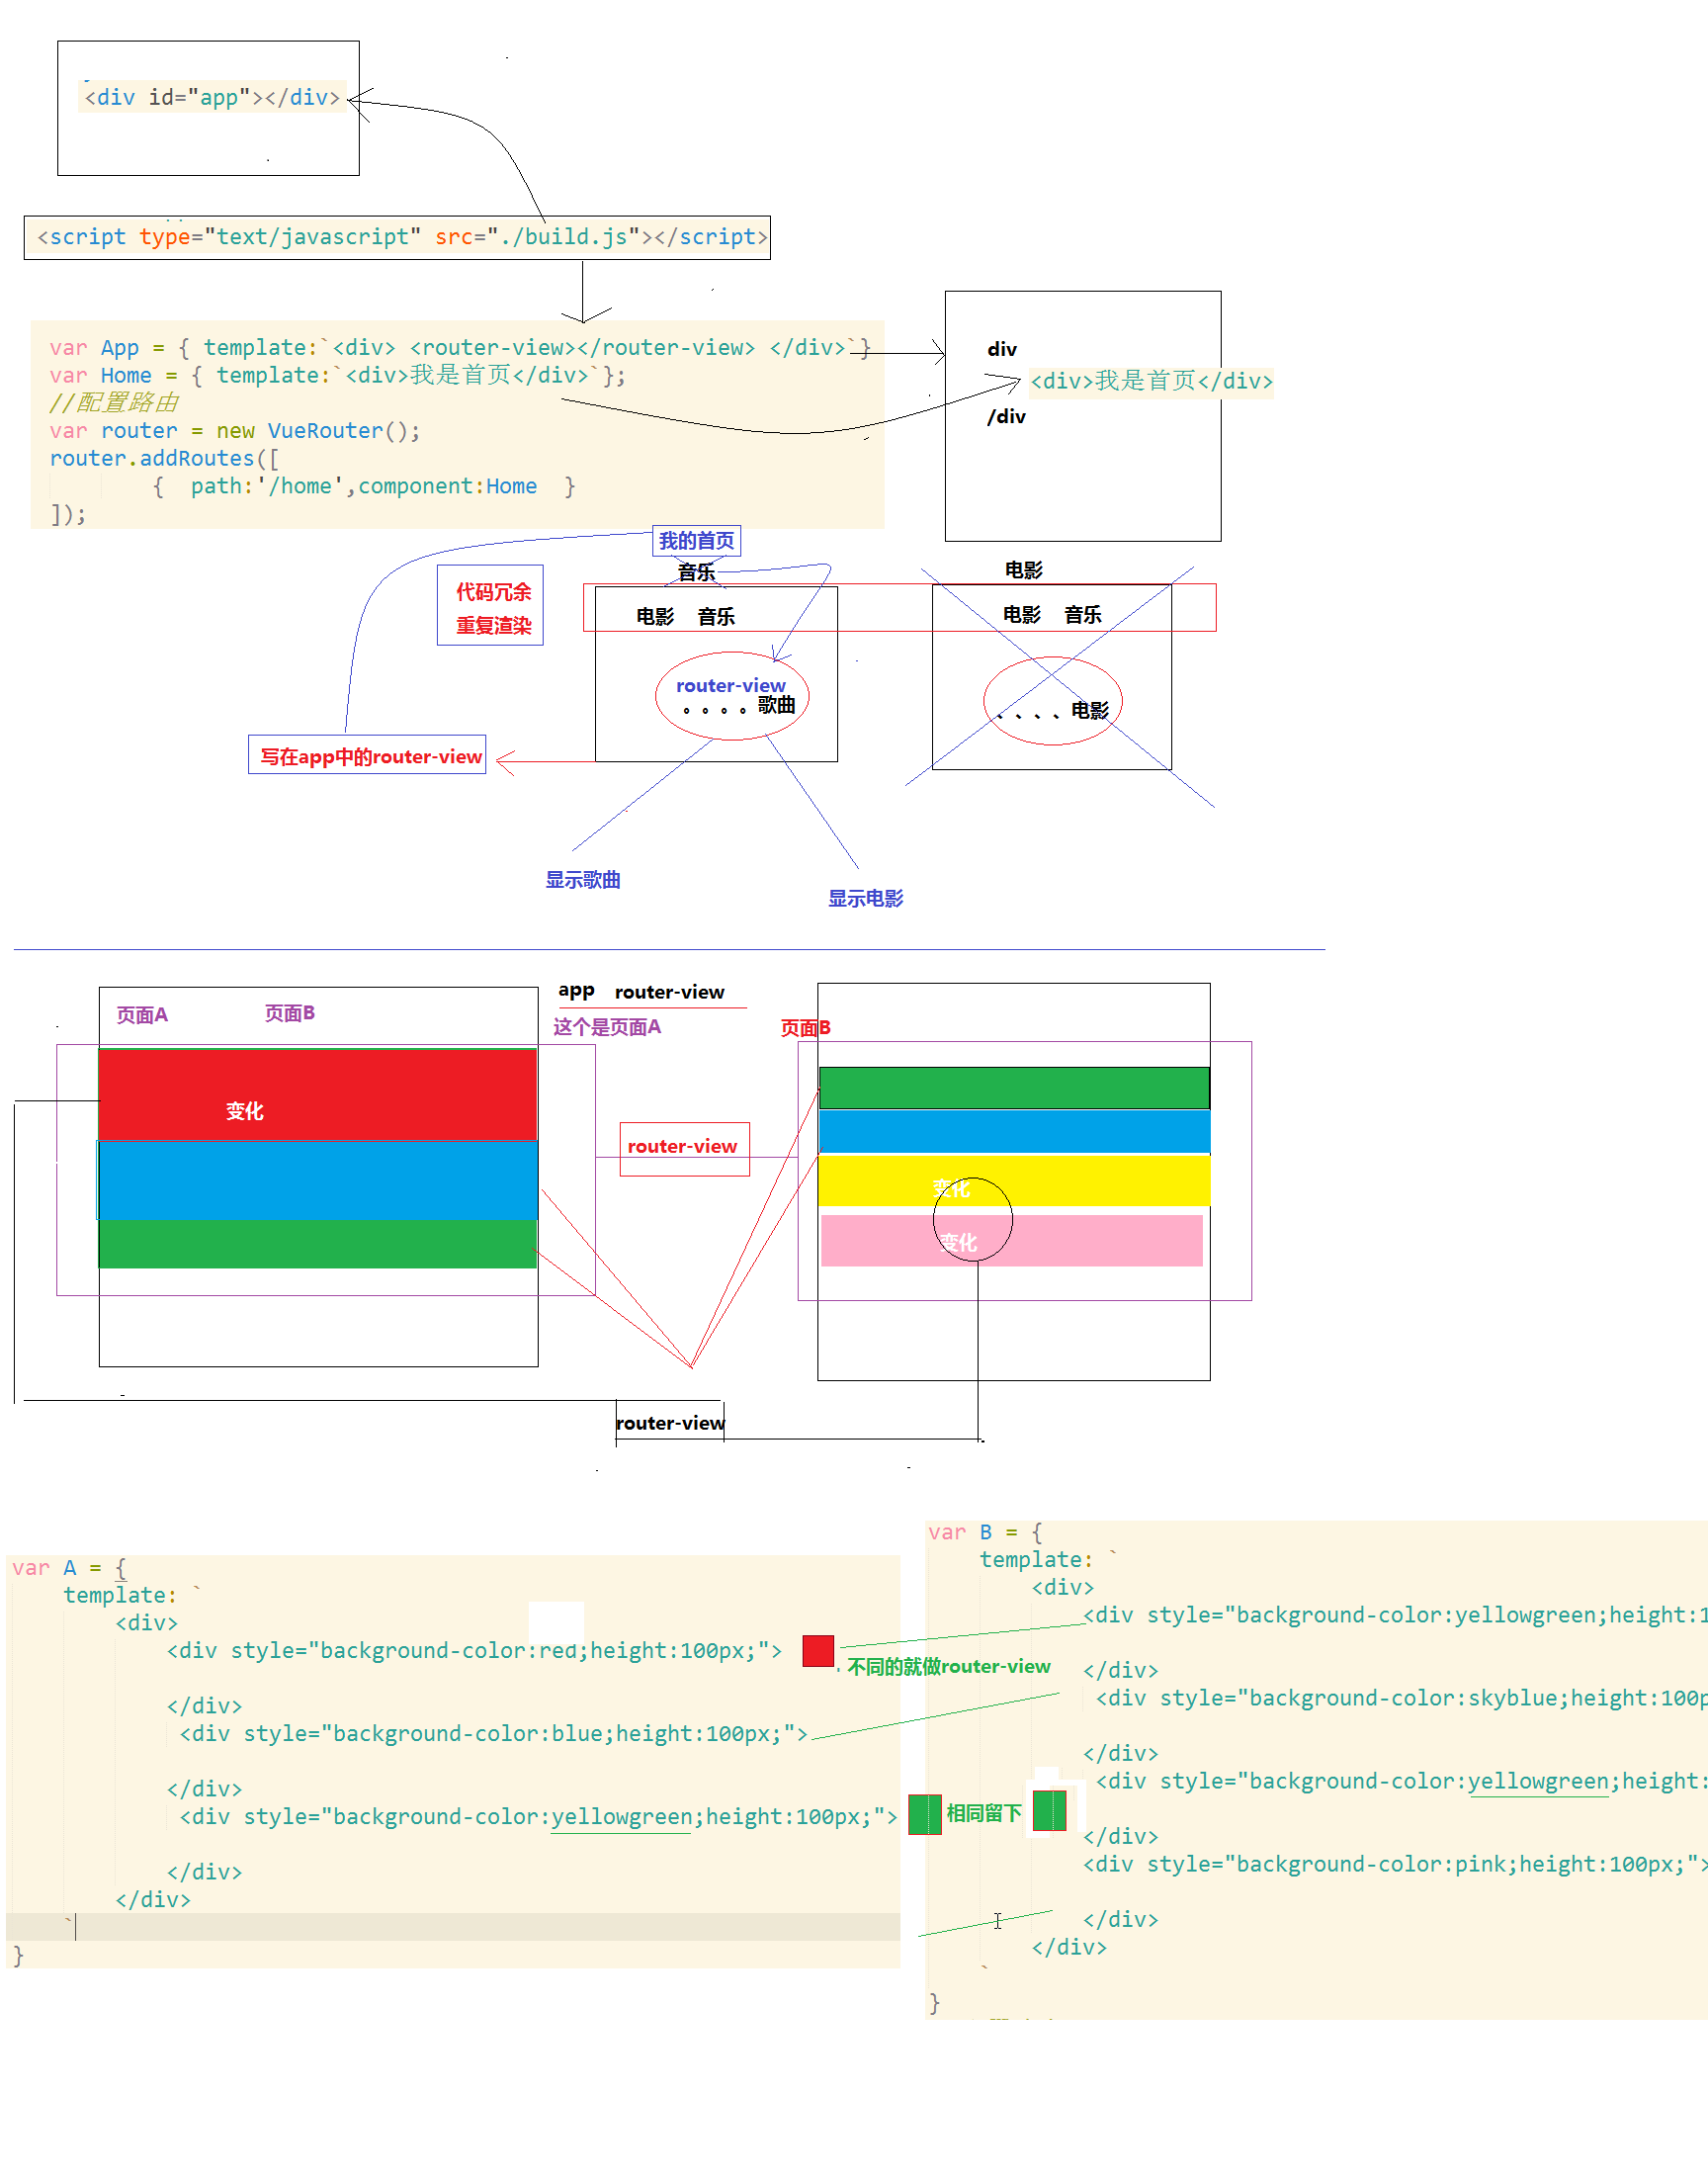 <div id="app"></div>
<script type="text/javascript" src="./build.js"></script>
var App = { template:`<div> <router-view></router-view> </div>`}
var Home = { template:`<div>我是首页</div>`};
//配置路由
var router = new VueRouter();
router.addRoutes([
{ path:'/home',component:Home }
]);
div
<div>我是首页</div>
/div
我的首页
音乐
电影
代码冗余
重复渲染
电影 音乐
电影 音乐
router-view
。。。。歌曲
、、、、电影
写在app中的router-view
显示歌曲
显示电影
app router-view
页面A 页面B
这个是页面A
页面B
变化
router-view
变化
变化
router-view
var A = {
template: `
<div>
<div style="background-color:red;height:100px;">
</div>
<div style="background-color:blue;height:100px;">
</div>
<div style="background-color:yellowgreen;height:100px;">
</div>
</div>
`
}
不同的就做router-view
相同留下
var B = {
template: `
<div>
<div style="background-color:yellowgreen;height:1
</div>
<div style="background-color:skyblue;height:100p
</div>
<div style="background-color:yellowgreen;height:
</div>
<div style="background-color:pink;height:100px;">
</div>
</div>
`
}